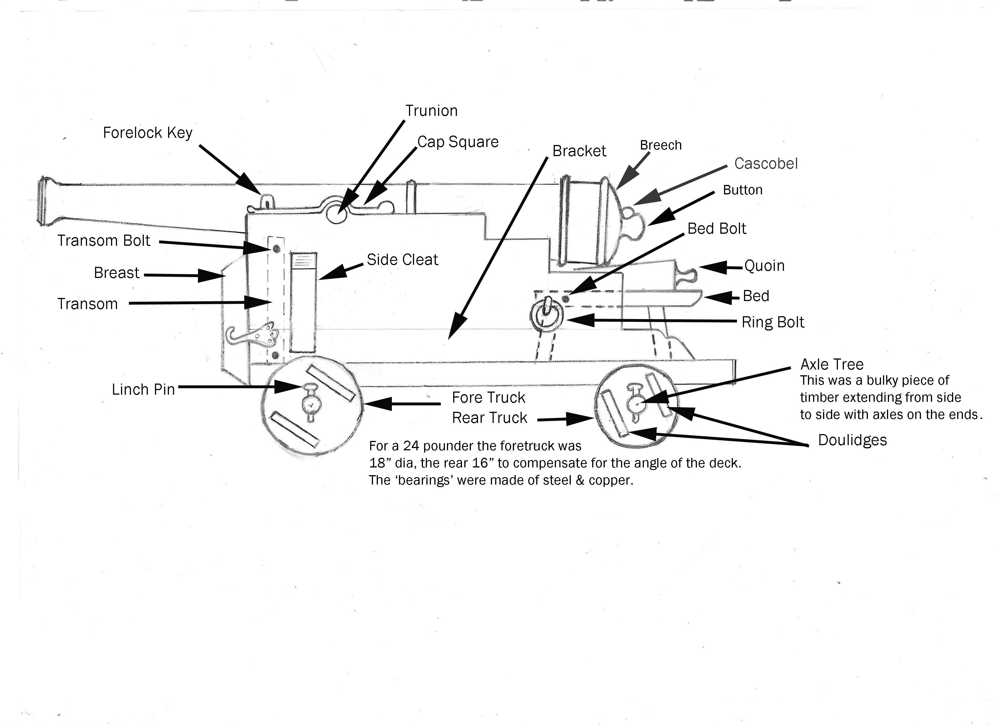 Trunion
Forelock Key
Cap Square
Bracket
Breech
Cascobel
Button
Bed Bolt
Transom Bolt
Side Cleat
Quoin
Breast
Bed
Transom
Ring Bolt
Axle Tree
This was a bulky piece of
timber extending from side
to side with axles on the ends.
Linch Pin
Fore Truck
Rear Truck
Doulidges
For a 24 pounder the foretruck was
18” dia, the rear 16” to compensate for the angle of the deck.
The ‘bearings’ were made of steel & copper.